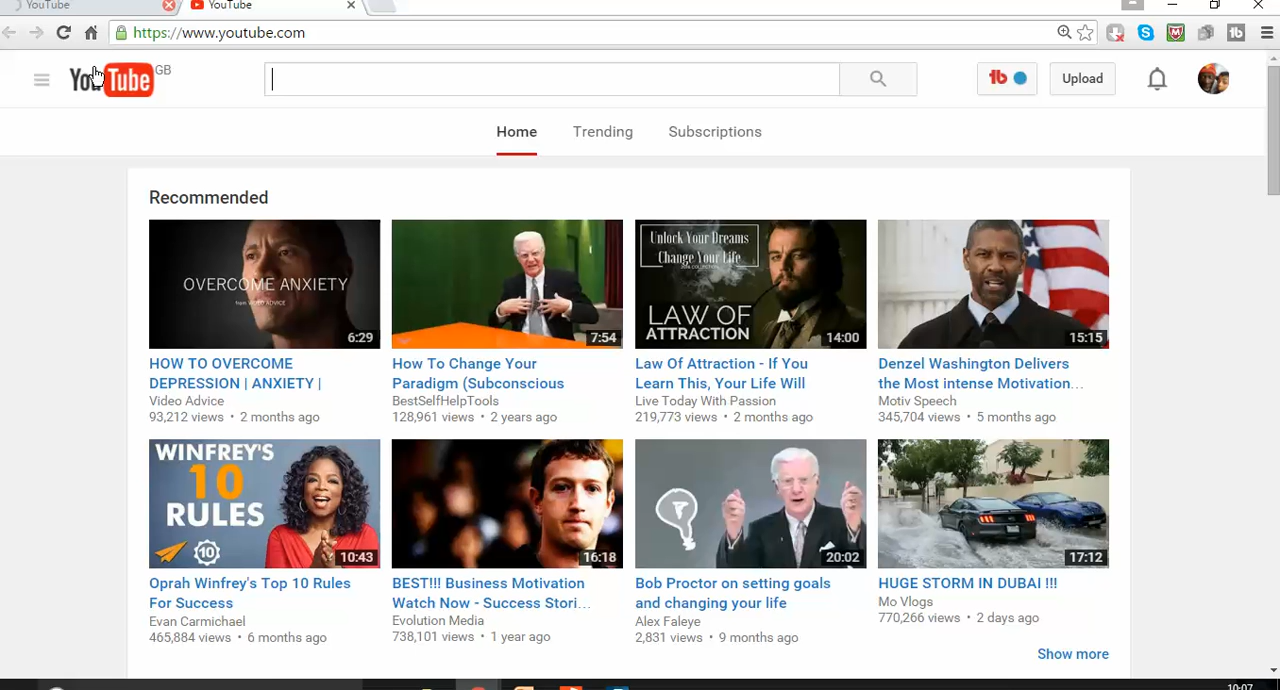 YouTube
YouTube
https://www.youtube.com
YouTube GB
Upload
Home Trending Subscriptions
Recommended
OVERCOME ANXIETY
from VIDEO ADVICE
6:29
7:54
Unlock Your Dreams
Change Your Life
LAW OF
ATTRACTION
14:00
15:15
HOW TO OVERCOME
DEPRESSION | ANXIETY |
Video Advice
93,212 views • 2 months ago
How To Change Your
Paradigm (Subconscious
BestSelfHelpTools
128,961 views • 2 years ago
Law Of Attraction - If You
Learn This, Your Life Will
Live Today With Passion
219,773 views • 2 months ago
Denzel Washington Delivers
the Most intense Motivation...
Motiv Speech
345,704 views • 5 months ago
WINFREY'S
10
RULES
10
10:43
16:18
20:02
17:12
Oprah Winfrey's Top 10 Rules
For Success
Evan Carmichael
465,884 views • 6 months ago
BEST!!! Business Motivation
Watch Now - Success Stori...
Evolution Media
738,101 views • 1 year ago
Bob Proctor on setting goals
and changing your life
Alex Faleye
2,831 views • 9 months ago
HUGE STORM IN DUBAI !!!
Mo Vlogs
770,266 views • 2 days ago
Show more
10:07